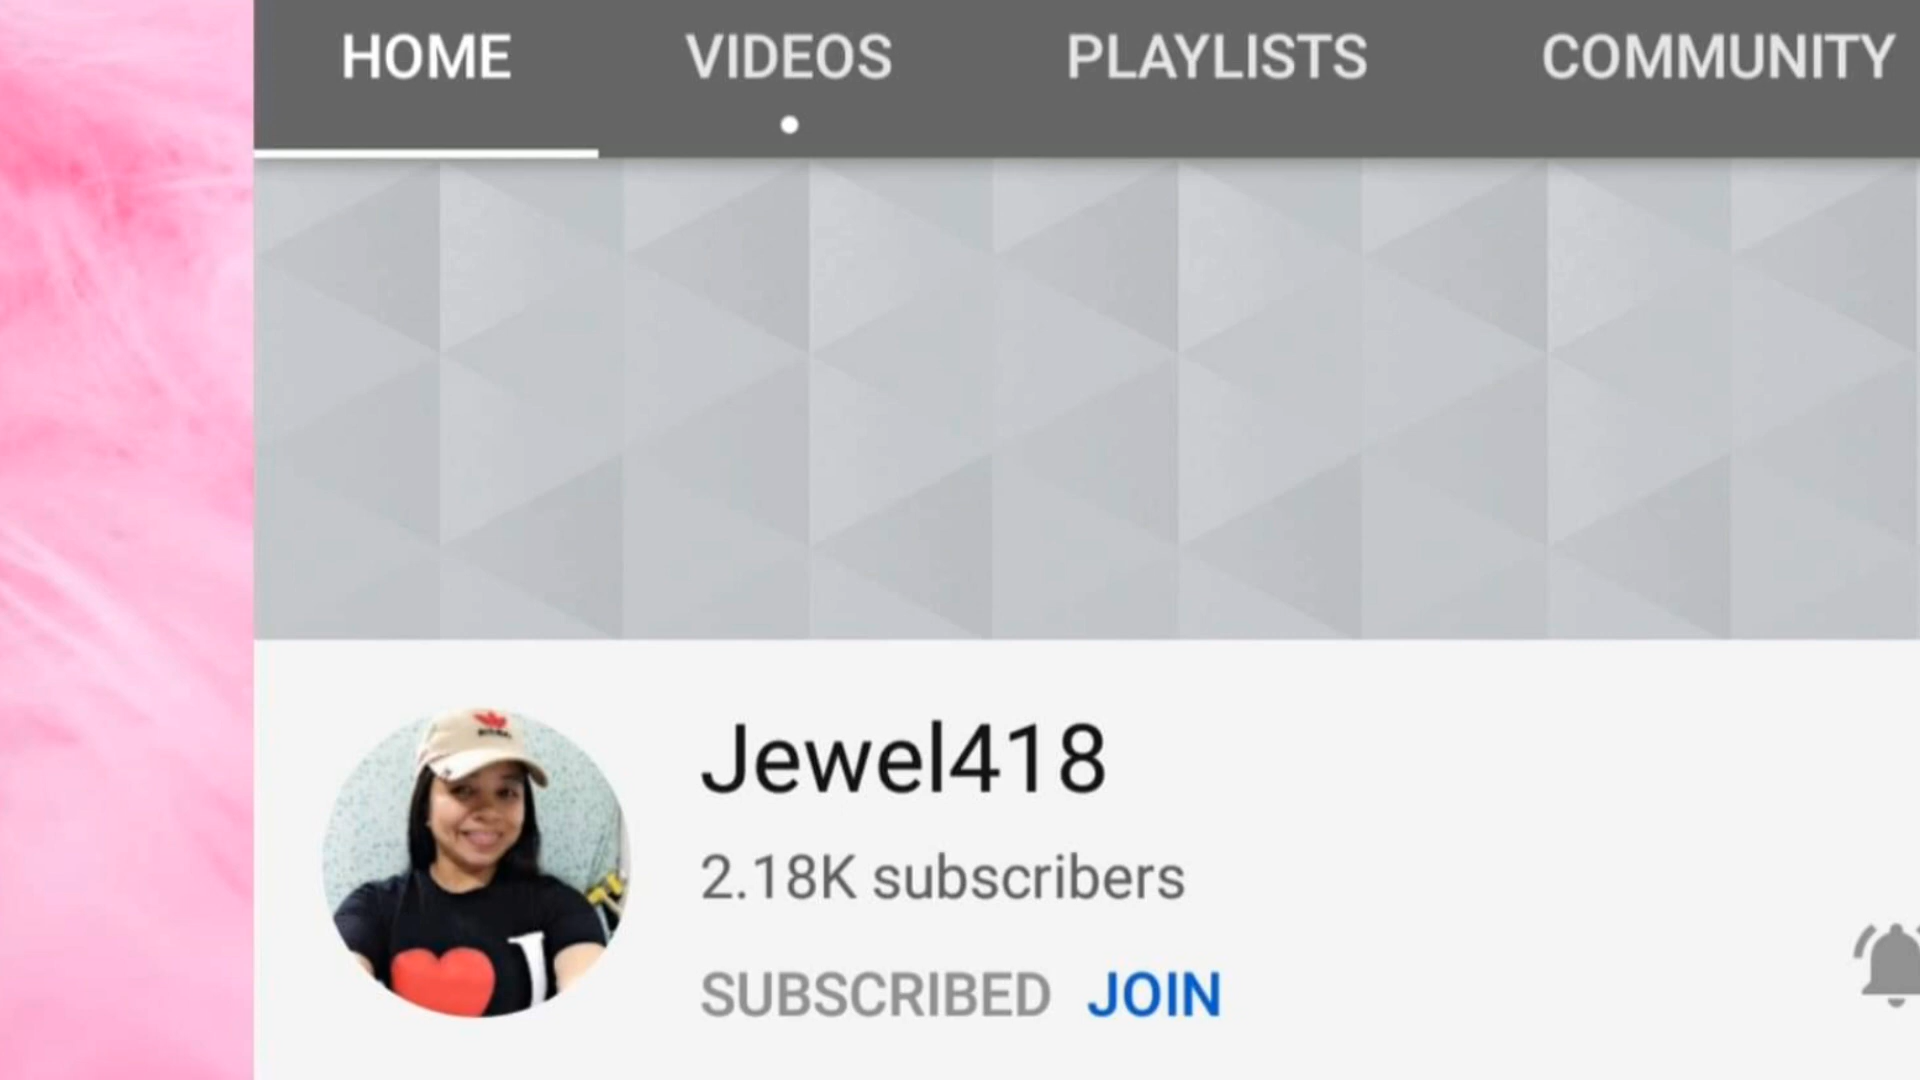 HOME VIDEOS PLAYLISTS COMMUNITY
Jewel418
2.18K subscribers
SUBSCRIBED JOIN